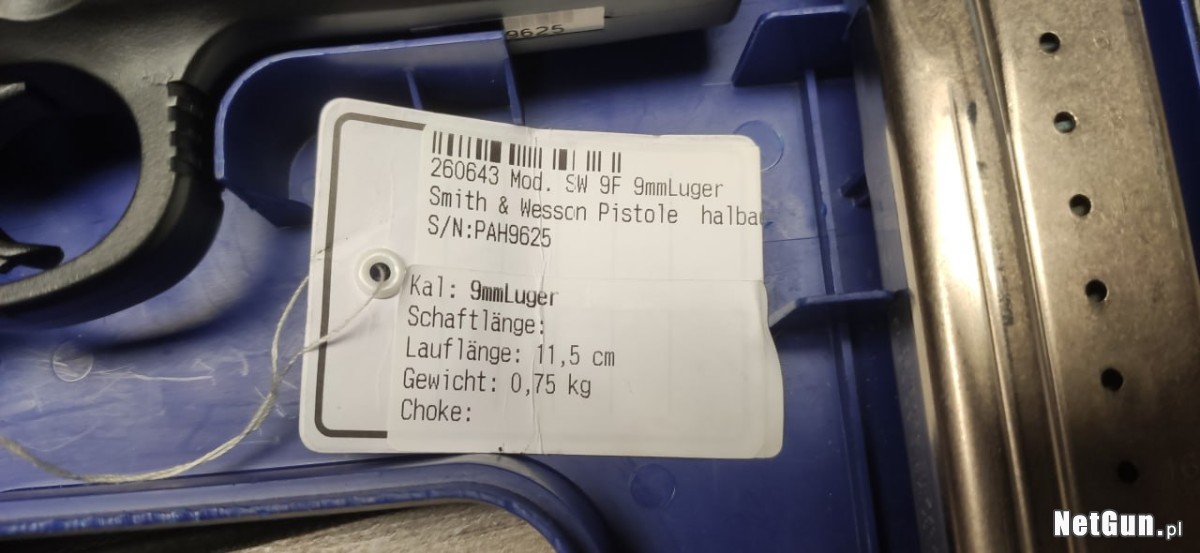 9625
260643 Mod. SW 9F 9mmLuger
Smith & Wesson Pistole halba
S/N:PAH9625
Kal: 9mmLuger
Schaftlänge:
Lauflänge: 11,5 cm
Gewicht: 0,75 kg
Choke:
NetGun.pl